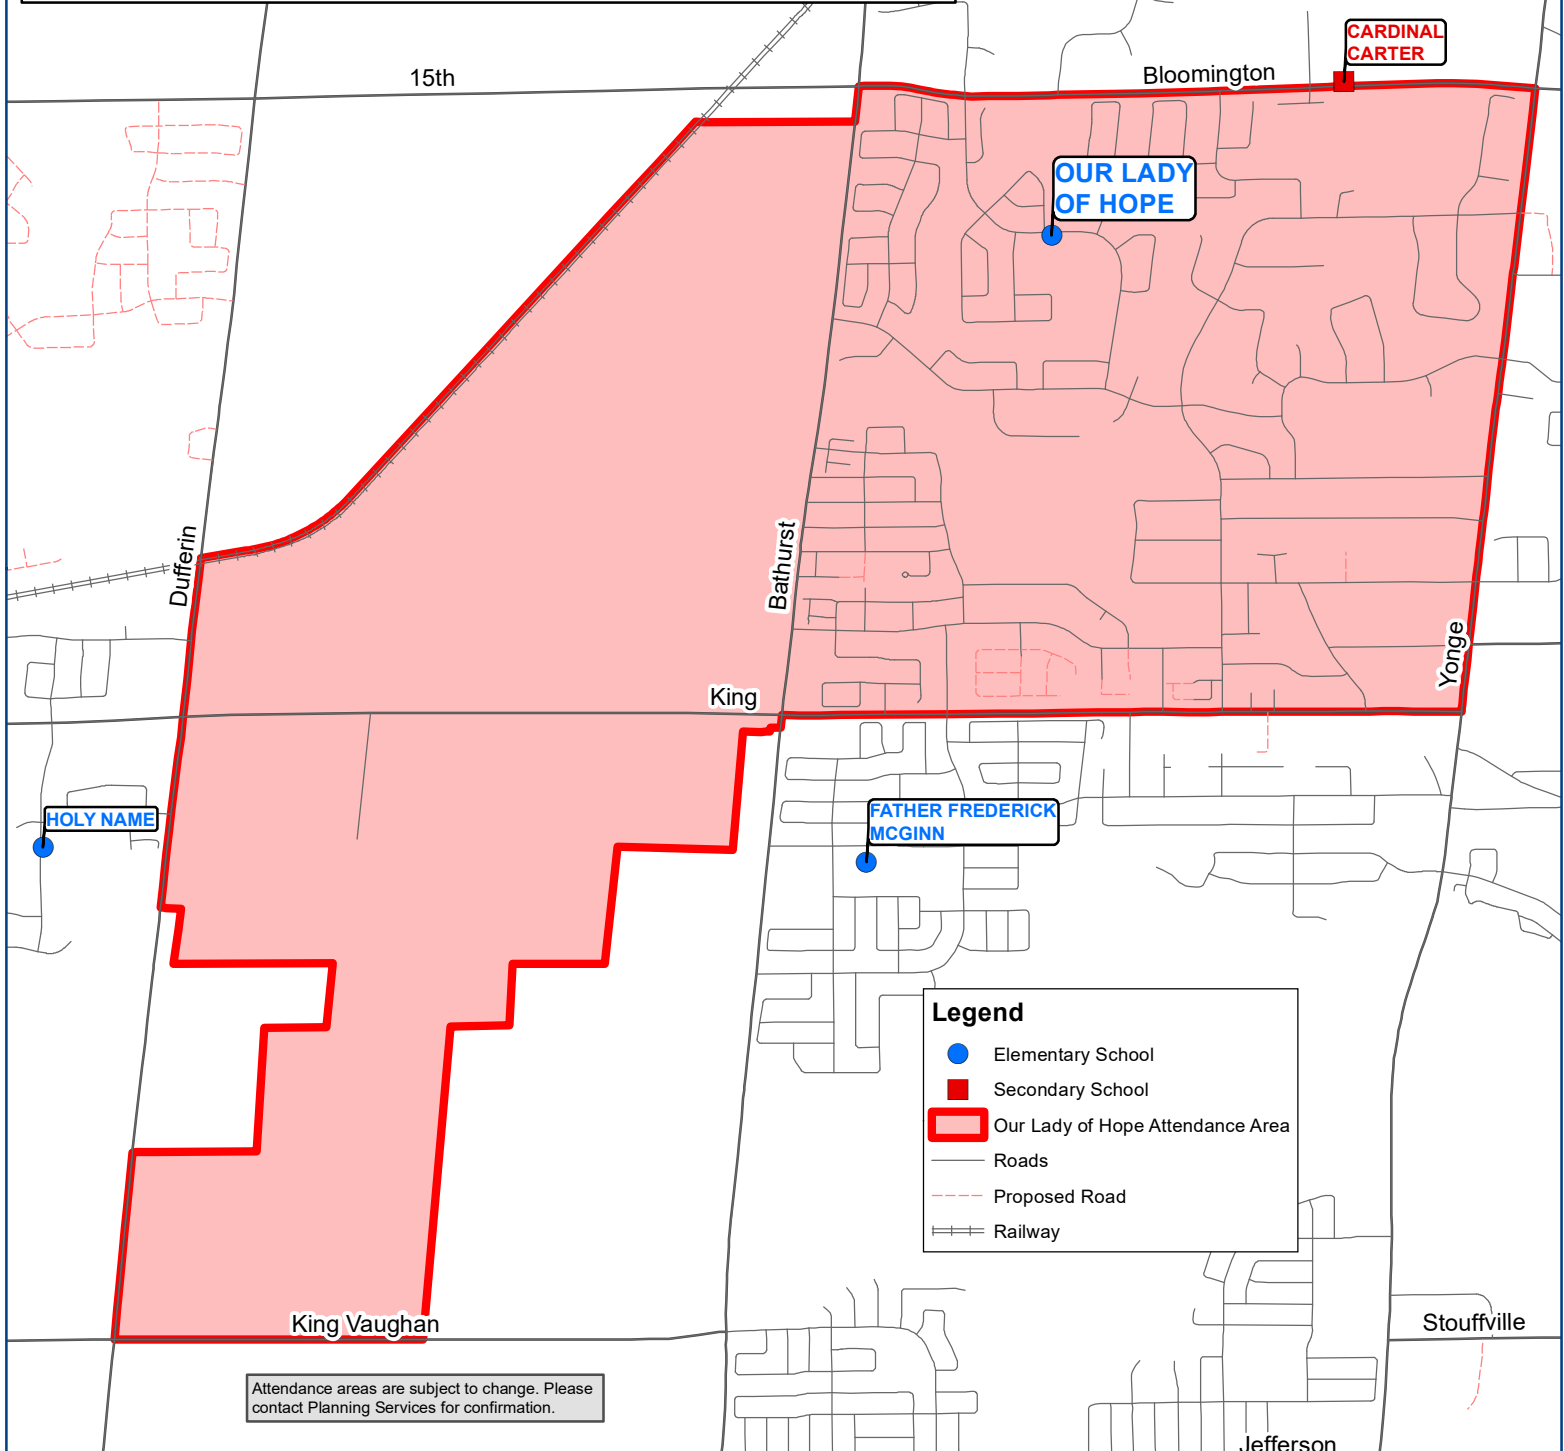 CARDINAL
CARTER
15th
Bloomington
OUR LADY
OF HOPE
Dufferin
Bathurst
Yonge
King
HOLY NAME
FATHER FREDERICK
MCGINN
Legend
Elementary School
Secondary School
Our Lady of Hope Attendance Area
Roads
Proposed Road
Railway
King Vaughan
Stouffville
Attendance areas are subject to change. Please
contact Planning Services for confirmation.
Jefferson